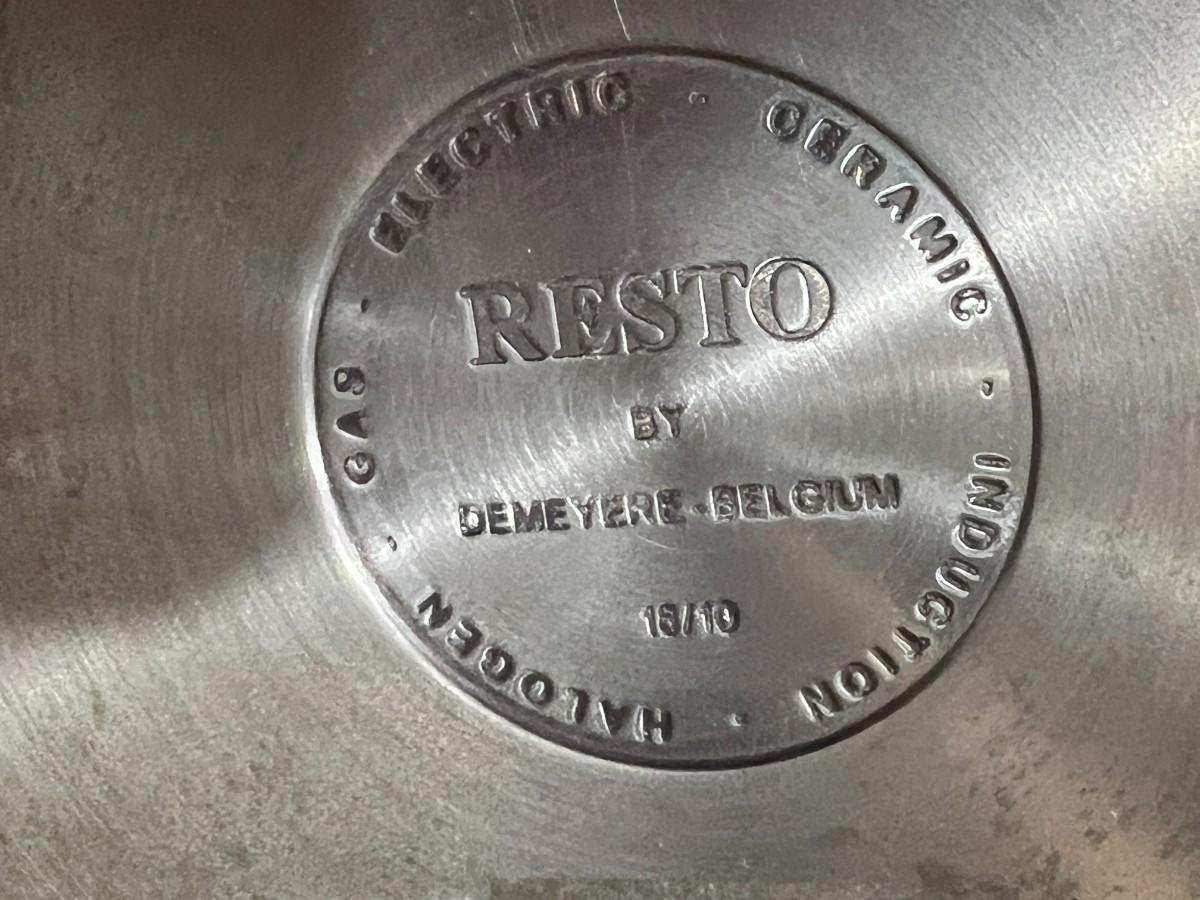 ELECTRIC · CERAMIC · INDUCTION · HALOGEN · GAS ·
RESTO
BY
DEMEYERE-BELGIUM
18/10